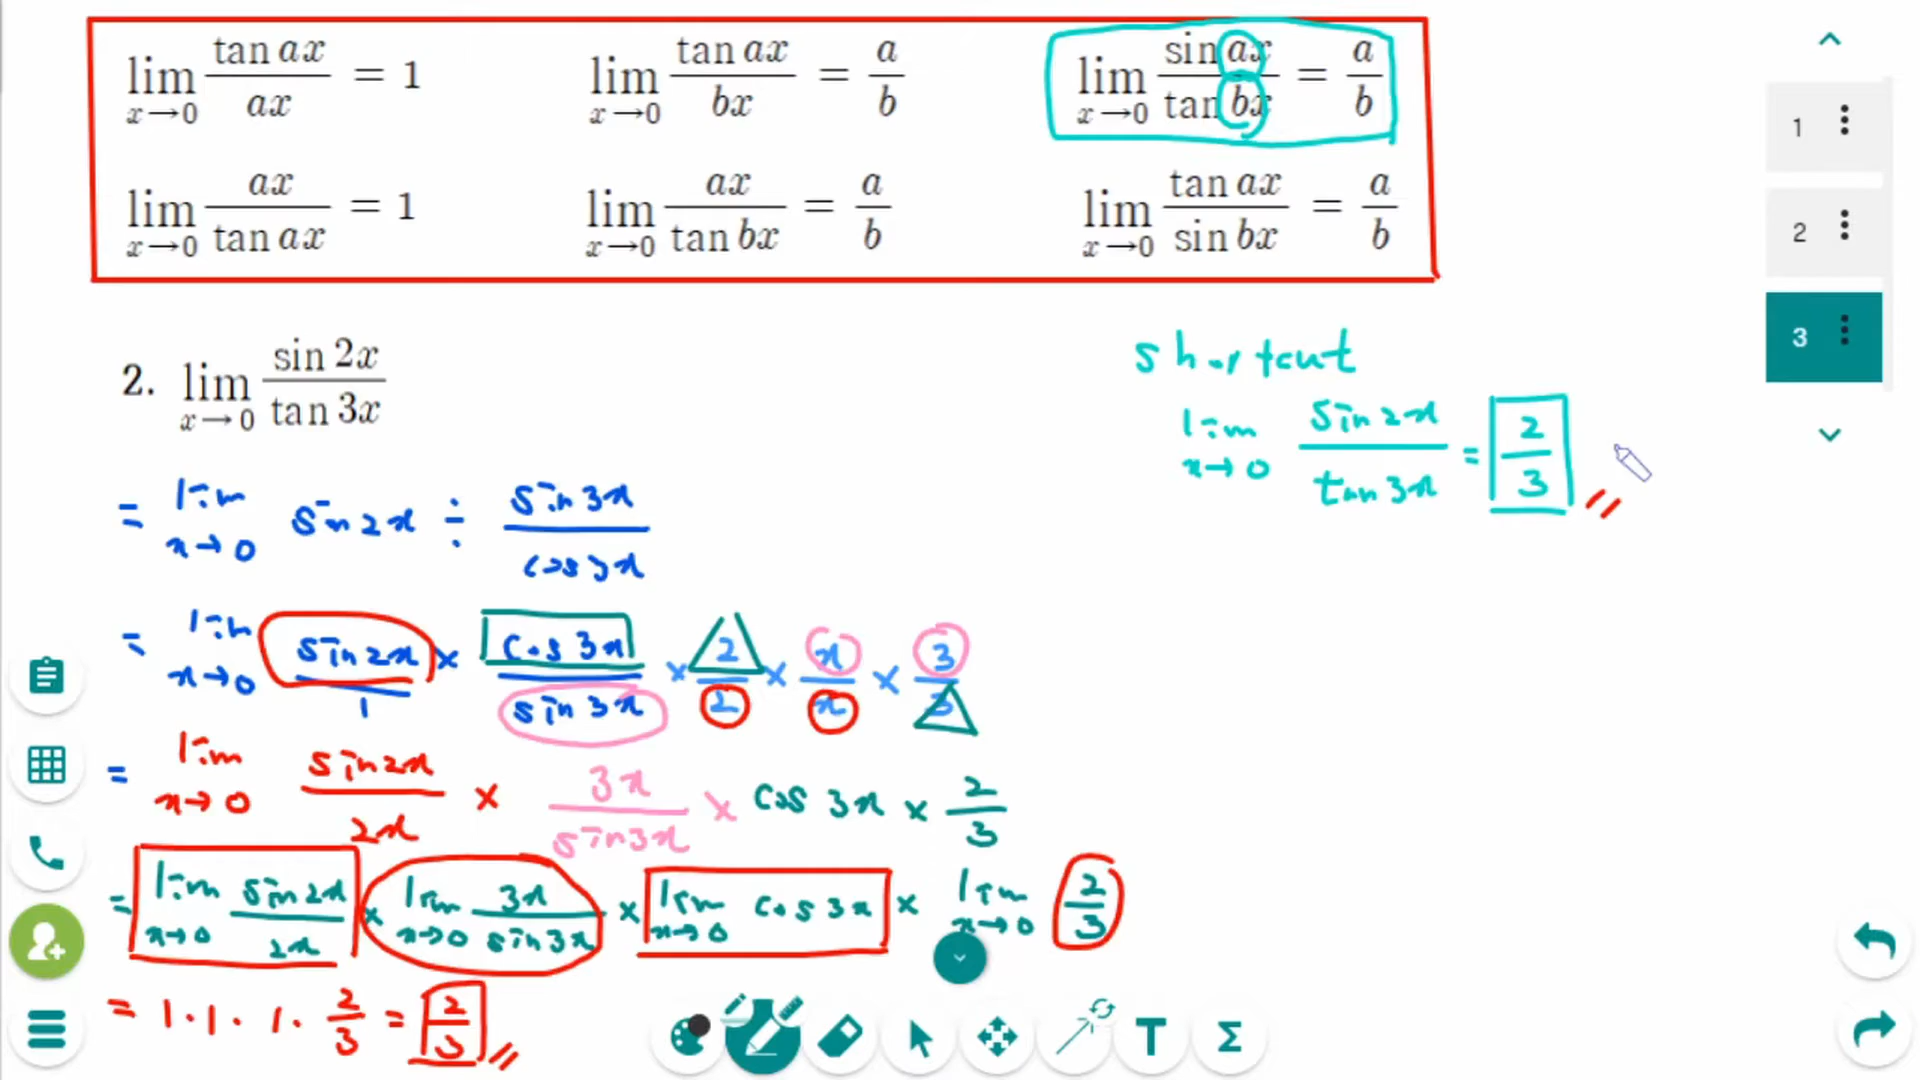 lim x→0 tan ax / ax = 1
lim x→0 tan ax / bx = a / b
lim x→0 sin ax / tan bx = a / b
lim x→0 ax / tan ax = 1
lim x→0 ax / tan bx = a / b
lim x→0 tan ax / sin bx = a / b
2. lim x→0 sin 2x / tan 3x
= lim x→0 sin 2x ÷ sin 3x / cos 3x
= lim x→0 sin 2x / 1 × cos 3x / sin 3x × 2 / 2 × x / x × 3 / 3
= lim x→0 sin 2x / 2x × 3x / sin 3x × cos 3x × 2 / 3
= lim x→0 sin 2x / 2x × lim x→0 3x / sin 3x × lim x→0 cos 3x × lim x→0 2 / 3
= 1 · 1 · 1 · 2 / 3 = 2 / 3
shortcut
lim x→0 sin 2x / tan 3x = 2 / 3
1
2
3
T
Σ